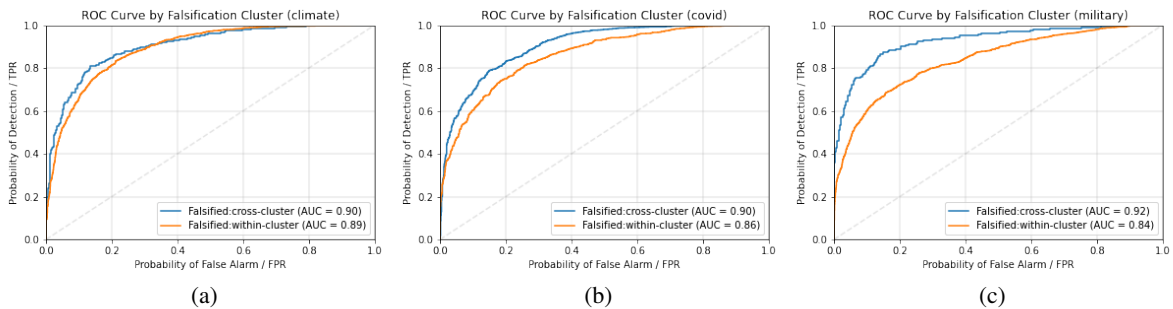 ROC Curve by Falsification Cluster (climate)
1.0
0.8
0.6
0.4
0.2
0.0
Probability of Detection / TPR
Falsified:cross-cluster (AUC = 0.90)
Falsified:within-cluster (AUC = 0.89)
0.0 0.2 0.4 0.6 0.8 1.0
Probability of False Alarm / FPR
(a)
ROC Curve by Falsification Cluster (covid)
1.0
0.8
0.6
0.4
0.2
0.0
Probability of Detection / TPR
Falsified:cross-cluster (AUC = 0.90)
Falsified:within-cluster (AUC = 0.86)
0.0 0.2 0.4 0.6 0.8 1.0
Probability of False Alarm / FPR
(b)
ROC Curve by Falsification Cluster (military)
1.0
0.8
0.6
0.4
0.2
0.0
Probability of Detection / TPR
Falsified:cross-cluster (AUC = 0.92)
Falsified:within-cluster (AUC = 0.84)
0.0 0.2 0.4 0.6 0.8 1.0
Probability of False Alarm / FPR
(c)